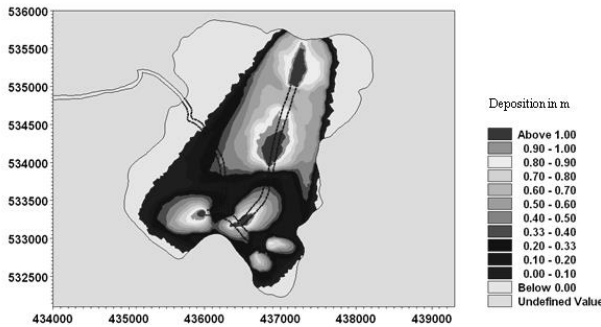 536000
535500
535000
534500
534000
533500
533000
532500
434000 435000 436000 437000 438000 439000
Deposition in m
Above 1.00
0.90 - 1.00
0.80 - 0.90
0.70 - 0.80
0.60 - 0.70
0.50 - 0.60
0.40 - 0.50
0.33 - 0.40
0.20 - 0.33
0.10 - 0.20
0.00 - 0.10
Below 0.00
Undefined Value